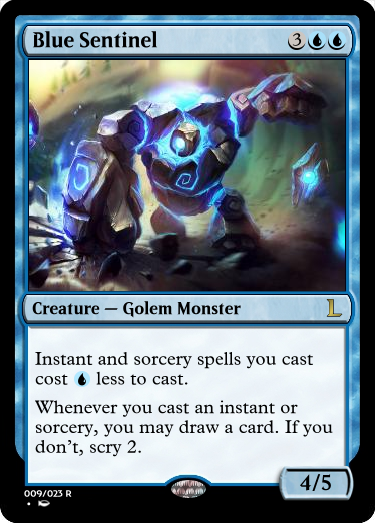 Blue Sentinel 3
Creature — Golem Monster L
Instant and sorcery spells you cast
cost less to cast.
Whenever you cast an instant or
sorcery, you may draw a card. If you
don't, scry 2.
4/5
009/023 R